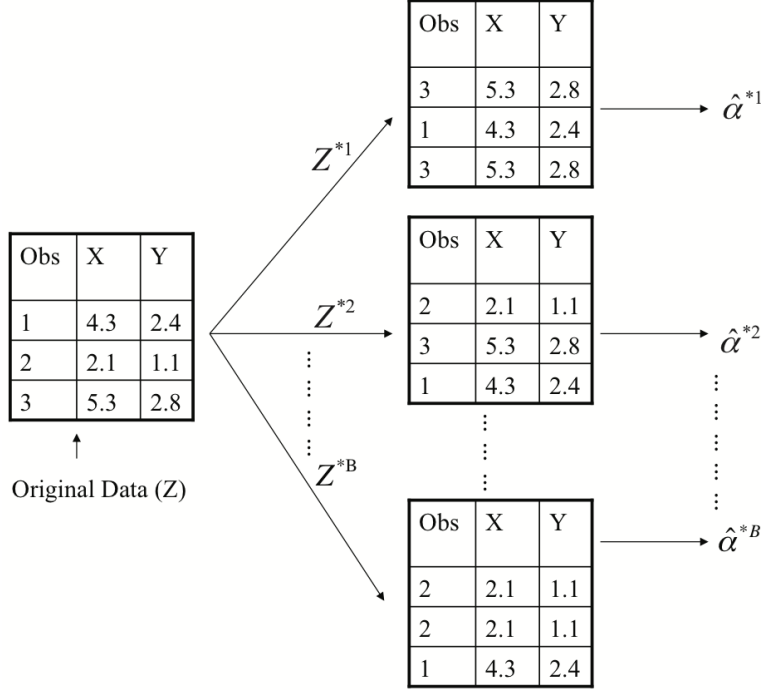 Obs X Y
3 5.3 2.8
1 4.3 2.4
3 5.3 2.8
α̂*1
Z*1
Obs X Y
1 4.3 2.4
2 2.1 1.1
3 5.3 2.8
Original Data (Z)
Z*2
Obs X Y
2 2.1 1.1
3 5.3 2.8
1 4.3 2.4
α̂*2
Z*B
Obs X Y
2 2.1 1.1
2 2.1 1.1
1 4.3 2.4
α̂*B